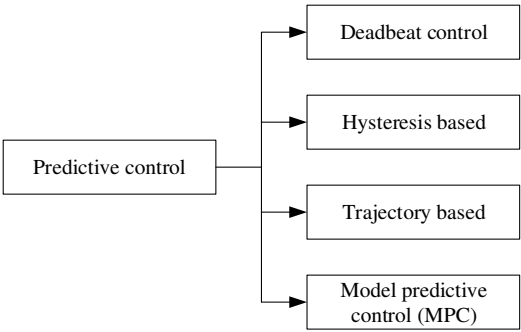 Predictive control
Deadbeat control
Hysteresis based
Trajectory based
Model predictive
control (MPC)